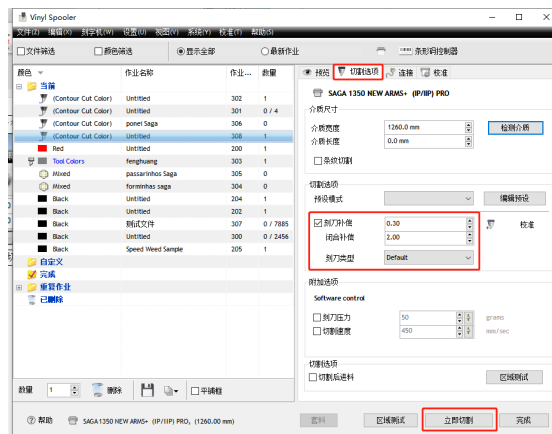 Vinyl Spooler
文件(Z) 编辑(X) 刻字机(W) 设置(U) 视图(V) 系统(Y) 校准(T) 帮助(S)
文件筛选 颜色筛选 显示全部 最新作业 条形码控制器
颜色 作业名称 作业... 数量
当前
(Contour Cut Color) Untitled 302 1
(Contour Cut Color) Untitled 301 0 / 4
(Contour Cut Color) ponei Saga 306 0
(Contour Cut Color) Untitled 308 1
Red Untitled 200 1
Tool Colors fenghuang 303 1
Mixed passarinhos Saga 305 0
Mixed forminhas saga 304 0
Black Untitled 204 1
Black Untitled 202 1
Black 测试文件 307 0 / 7885
Black Untitled 300 0 / 2456
Black Speed Weed Sample 205 1
自定义
完成
重复作业
已删除
数量 1 删除 平铺框
帮助 SAGA 1350 NEW ARMS+ (IP/IIP) PRO, (1260.00 mm)
预览 切割选项 连接 校准
SAGA 1350 NEW ARMS+ (IP/IIP) PRO
介质尺寸
介质宽度 1260.0 mm 检测介质
介质长度 0.0 mm
条纹切割
切割选项
预设模式 编辑预设
刻刀补偿 0.30 校准
闭合补偿 2.00
刻刀类型 Default
附加选项
Software control
刻刀压力 50 grams
切割速度 450 mm/sec
切割选项
切割后进料 区域测试
套料 区域测试 立即切割 完成